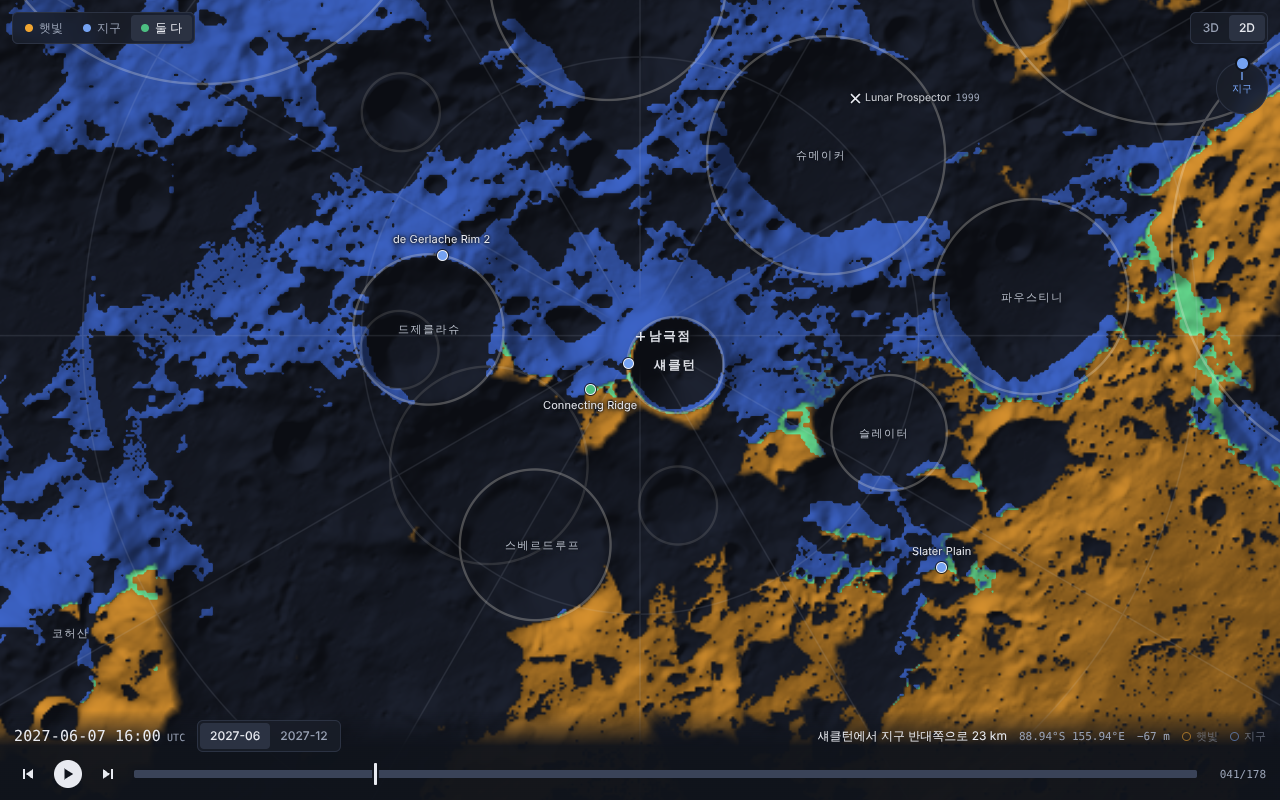 햇빛 지구 둘 다
3D 2D
지구
Lunar Prospector 1999
슈메이커
de Gerlache Rim 2
파우스티니
드제를라슈
남극점
섀클턴
Connecting Ridge
슬레이터
스베르드루프
Slater Plain
코허산
2027-06-07 16:00 UTC 2027-06 2027-12
섀클턴에서 지구 반대쪽으로 23 km 88.94°S 155.94°E −67 m 햇빛 지구
041/178